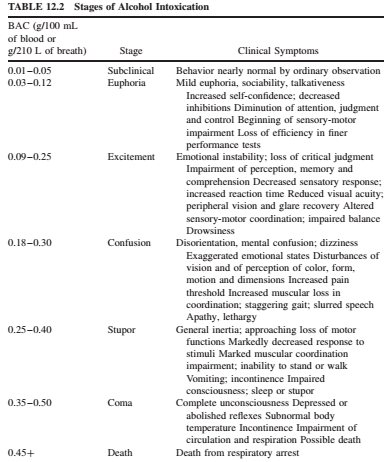 TABLE 12.2 Stages of Alcohol Intoxication
BAC (g/100 mL
of blood or
g/210 L of breath) Stage Clinical Symptoms
0.01–0.05 Subclinical Behavior nearly normal by ordinary observation
0.03–0.12 Euphoria Mild euphoria, sociability, talkativeness
Increased self-confidence; decreased
inhibitions Diminution of attention, judgment
and control Beginning of sensory-motor
impairment Loss of efficiency in finer
performance tests
0.09–0.25 Excitement Emotional instability; loss of critical judgment
Impairment of perception, memory and
comprehension Decreased sensatory response;
increased reaction time Reduced visual acuity;
peripheral vision and glare recovery Altered
sensory-motor coordination; impaired balance
Drowsiness
0.18–0.30 Confusion Disorientation, mental confusion; dizziness
Exaggerated emotional states Disturbances of
vision and of perception of color, form,
motion and dimensions Increased pain
threshold Increased muscular loss in
coordination; staggering gait; slurred speech
Apathy, lethargy
0.25–0.40 Stupor General inertia; approaching loss of motor
functions Markedly decreased response to
stimuli Marked muscular coordination
impairment; inability to stand or walk
Vomiting; incontinence Impaired
consciousness; sleep or stupor
0.35–0.50 Coma Complete unconsciousness Depressed or
abolished reflexes Subnormal body
temperature Incontinence Impairment of
circulation and respiration Possible death
0.45+ Death Death from respiratory arrest